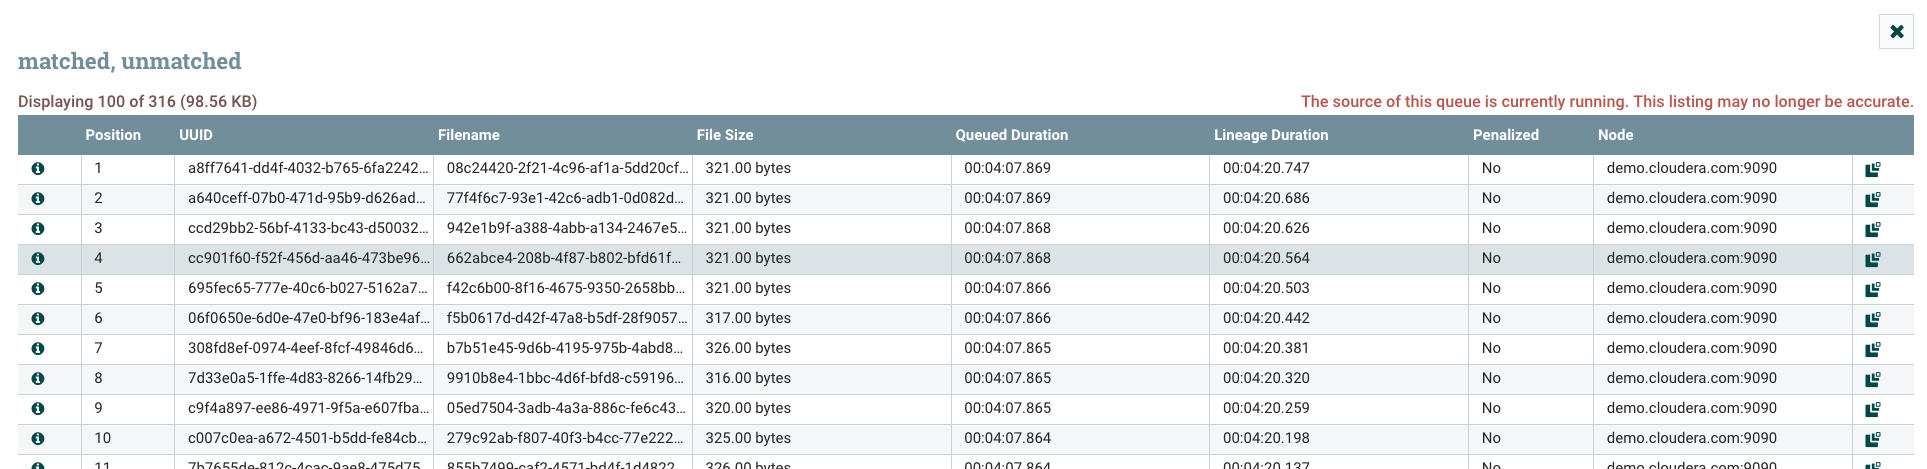 matched, unmatched
Displaying 100 of 316 (98.56 KB) The source of this queue is currently running. This listing may no longer be accurate.
Position UUID Filename File Size Queued Duration Lineage Duration Penalized Node
1 a8ff7641-dd4f-4032-b765-6fa2242... 08c24420-2f21-4c96-af1a-5dd20cf... 321.00 bytes 00:04:07.869 00:04:20.747 No demo.cloudera.com:9090
2 a640ceff-07b0-471d-95b9-d626ad... 77f4f6c7-93e1-42c6-adb1-0d082d... 321.00 bytes 00:04:07.869 00:04:20.686 No demo.cloudera.com:9090
3 ccd29bb2-56bf-4133-bc43-d50032... 942e1b9f-a388-4abb-a134-2467e5... 321.00 bytes 00:04:07.868 00:04:20.626 No demo.cloudera.com:9090
4 cc901f60-f52f-456d-aa46-473be96... 662abce4-208b-4f87-b802-bfd61f... 321.00 bytes 00:04:07.868 00:04:20.564 No demo.cloudera.com:9090
5 695fec65-777e-40c6-b027-5162a7... f42c6b00-8f16-4675-9350-2658bb... 321.00 bytes 00:04:07.866 00:04:20.503 No demo.cloudera.com:9090
6 06f0650e-6d0e-47e0-bf96-183e4af... f5b0617d-d42f-47a8-b5df-28f9057... 317.00 bytes 00:04:07.866 00:04:20.442 No demo.cloudera.com:9090
7 308fd8ef-0974-4eef-8fcf-49846d6... b7b51e45-9d6b-4195-975b-4abd8... 326.00 bytes 00:04:07.865 00:04:20.381 No demo.cloudera.com:9090
8 7d33e0a5-1ffe-4d83-8266-14fb29... 9910b8e4-1bbc-4d6f-bfd8-c59196... 316.00 bytes 00:04:07.865 00:04:20.320 No demo.cloudera.com:9090
9 c9f4a897-ee86-4971-9f5a-e607fba... 05ed7504-3adb-4a3a-886c-fe6c43... 320.00 bytes 00:04:07.865 00:04:20.259 No demo.cloudera.com:9090
10 c007c0ea-a672-4501-b5dd-fe84cb... 279c92ab-f807-40f3-b4cc-77e222... 325.00 bytes 00:04:07.864 00:04:20.198 No demo.cloudera.com:9090
11 7b7655de-812c-4cac-9ae8-475d75... 855b7499-caf2-4571-bd4f-1d4822... 326.00 bytes 00:04:07.864 00:04:20.137 No demo.cloudera.com:9090